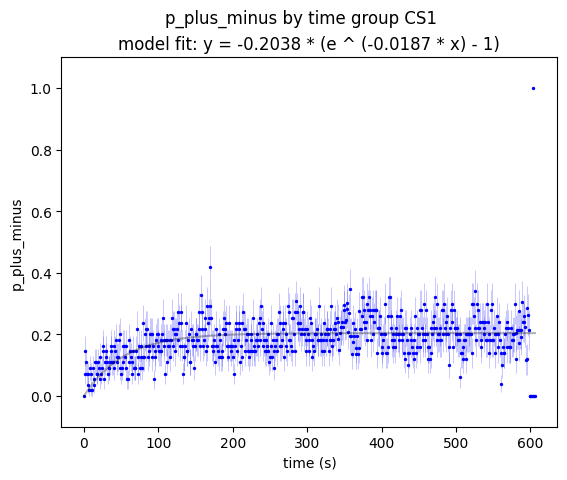 p_plus_minus by time group CS1
model fit: y = -0.2038 * (e ^ (-0.0187 * x) - 1)
1.0
0.8
0.6
0.4
0.2
0.0
p_plus_minus
0 100 200 300 400 500 600
time (s)